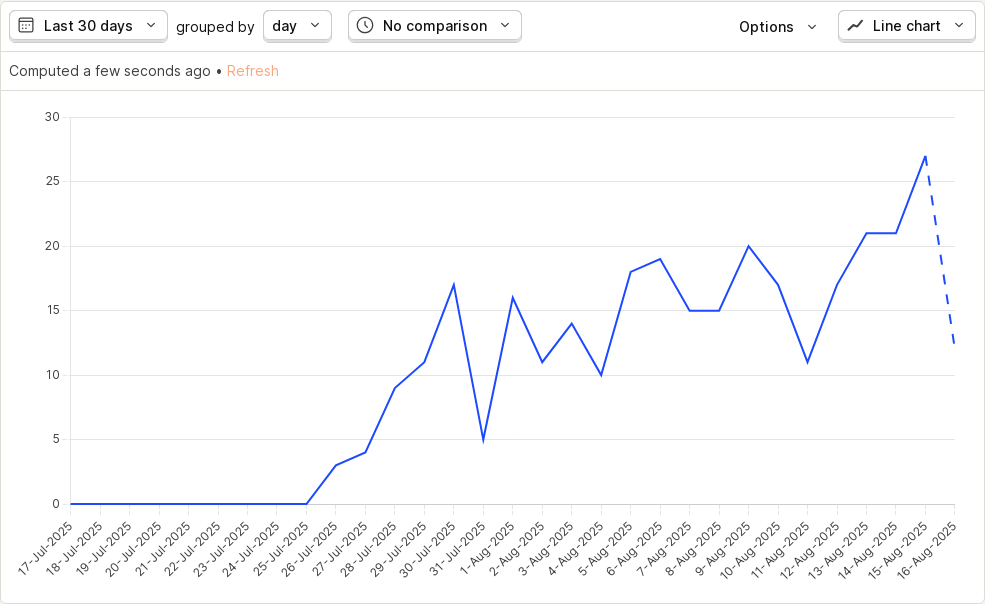 Last 30 days grouped by day No comparison Options Line chart
Computed a few seconds ago • Refresh
30
25
20
15
10
5
0
17-Jul-2025
18-Jul-2025
19-Jul-2025
20-Jul-2025
21-Jul-2025
22-Jul-2025
23-Jul-2025
24-Jul-2025
25-Jul-2025
26-Jul-2025
27-Jul-2025
28-Jul-2025
29-Jul-2025
30-Jul-2025
31-Jul-2025
1-Aug-2025
2-Aug-2025
3-Aug-2025
4-Aug-2025
5-Aug-2025
6-Aug-2025
7-Aug-2025
8-Aug-2025
9-Aug-2025
10-Aug-2025
11-Aug-2025
12-Aug-2025
13-Aug-2025
14-Aug-2025
15-Aug-2025
16-Aug-2025